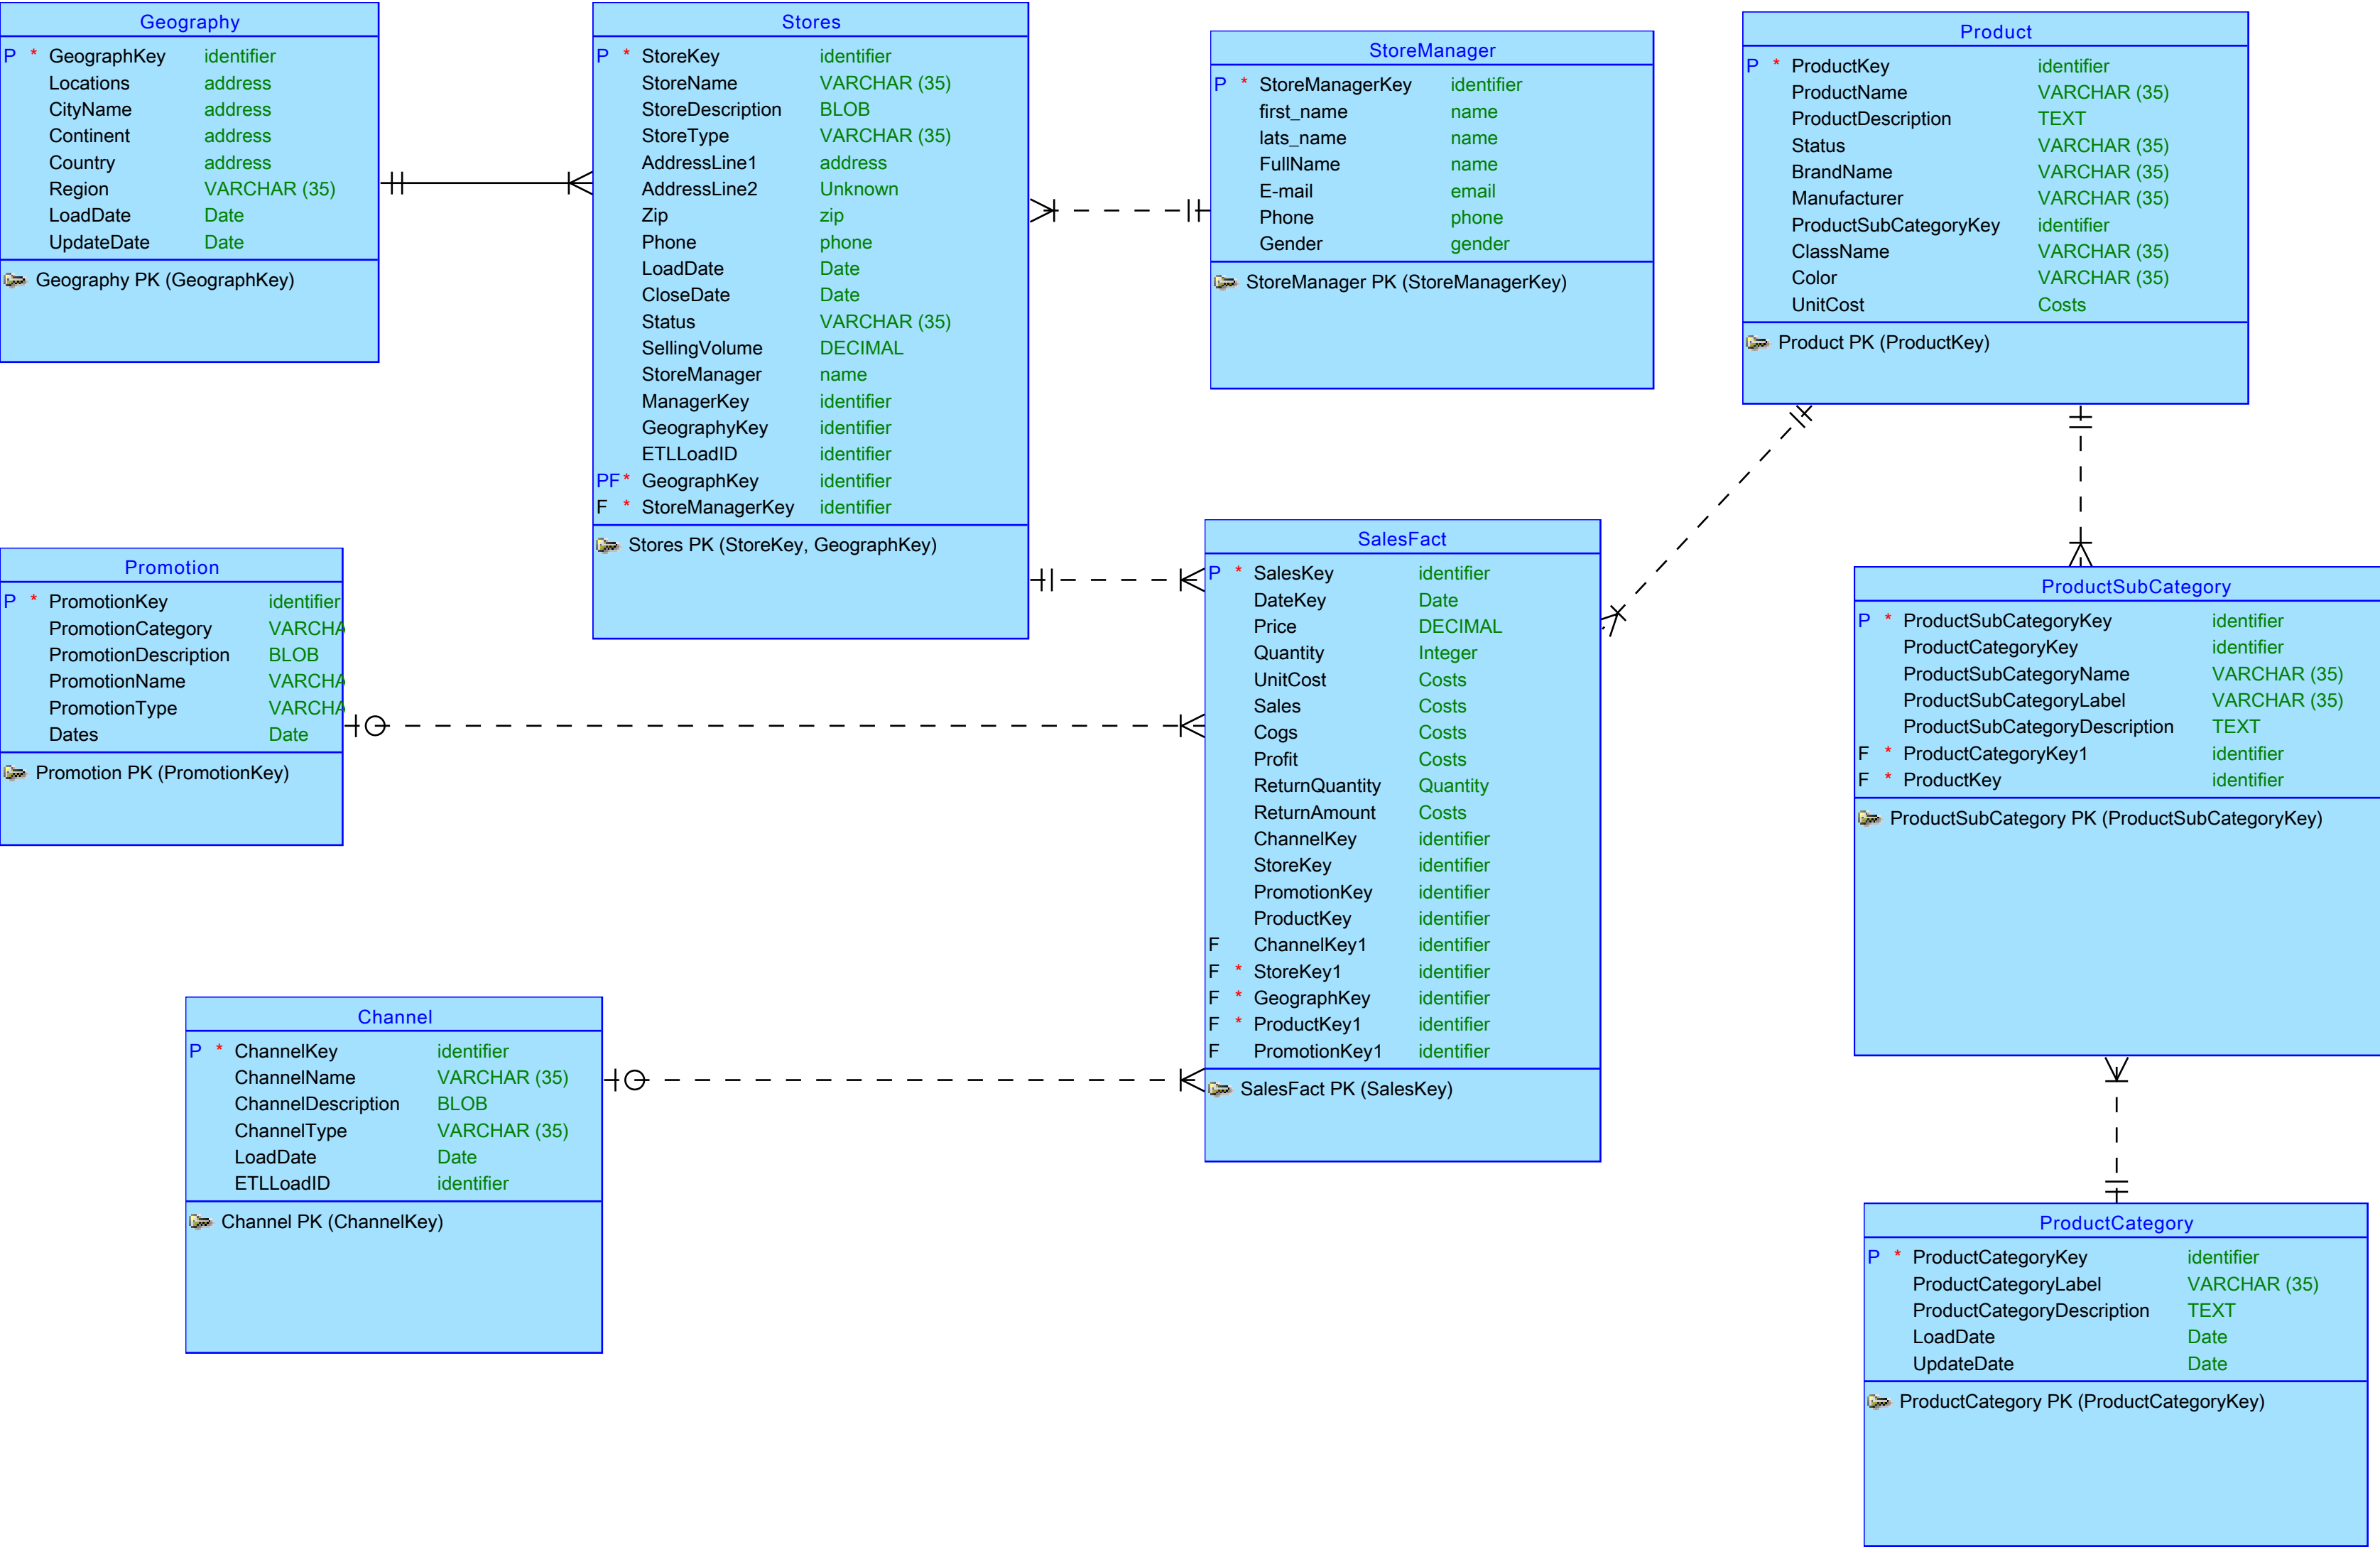 Geography
P * GeographKey identifier
Locations address
CityName address
Continent address
Country address
Region VARCHAR (35)
LoadDate Date
UpdateDate Date
Geography PK (GeographKey)
Stores
P * StoreKey identifier
StoreName VARCHAR (35)
StoreDescription BLOB
StoreType VARCHAR (35)
AddressLine1 address
AddressLine2 Unknown
Zip zip
Phone phone
LoadDate Date
CloseDate Date
Status VARCHAR (35)
SellingVolume DECIMAL
StoreManager name
ManagerKey identifier
GeographyKey identifier
ETLLoadID identifier
PF * GeographKey identifier
F * StoreManagerKey identifier
Stores PK (StoreKey, GeographKey)
StoreManager
P * StoreManagerKey identifier
first_name name
lats_name name
FullName name
E-mail email
Phone phone
Gender gender
StoreManager PK (StoreManagerKey)
Product
P * ProductKey identifier
ProductName VARCHAR (35)
ProductDescription TEXT
Status VARCHAR (35)
BrandName VARCHAR (35)
Manufacturer VARCHAR (35)
ProductSubCategoryKey identifier
ClassName VARCHAR (35)
Color VARCHAR (35)
UnitCost Costs
Product PK (ProductKey)
Promotion
P * PromotionKey identifier
PromotionCategory VARCHA
PromotionDescription BLOB
PromotionName VARCHA
PromotionType VARCHA
Dates Date
Promotion PK (PromotionKey)
SalesFact
P * SalesKey identifier
DateKey Date
Price DECIMAL
Quantity Integer
UnitCost Costs
Sales Costs
Cogs Costs
Profit Costs
ReturnQuantity Quantity
ReturnAmount Costs
ChannelKey identifier
StoreKey identifier
PromotionKey identifier
ProductKey identifier
F ChannelKey1 identifier
F * StoreKey1 identifier
F * GeographKey identifier
F * ProductKey1 identifier
F PromotionKey1 identifier
SalesFact PK (SalesKey)
ProductSubCategory
P * ProductSubCategoryKey identifier
ProductCategoryKey identifier
ProductSubCategoryName VARCHAR (35)
ProductSubCategoryLabel VARCHAR (35)
ProductSubCategoryDescription TEXT
F * ProductCategoryKey1 identifier
F * ProductKey identifier
ProductSubCategory PK (ProductSubCategoryKey)
Channel
P * ChannelKey identifier
ChannelName VARCHAR (35)
ChannelDescription BLOB
ChannelType VARCHAR (35)
LoadDate Date
ETLLoadID identifier
Channel PK (ChannelKey)
ProductCategory
P * ProductCategoryKey identifier
ProductCategoryLabel VARCHAR (35)
ProductCategoryDescription TEXT
LoadDate Date
UpdateDate Date
ProductCategory PK (ProductCategoryKey)